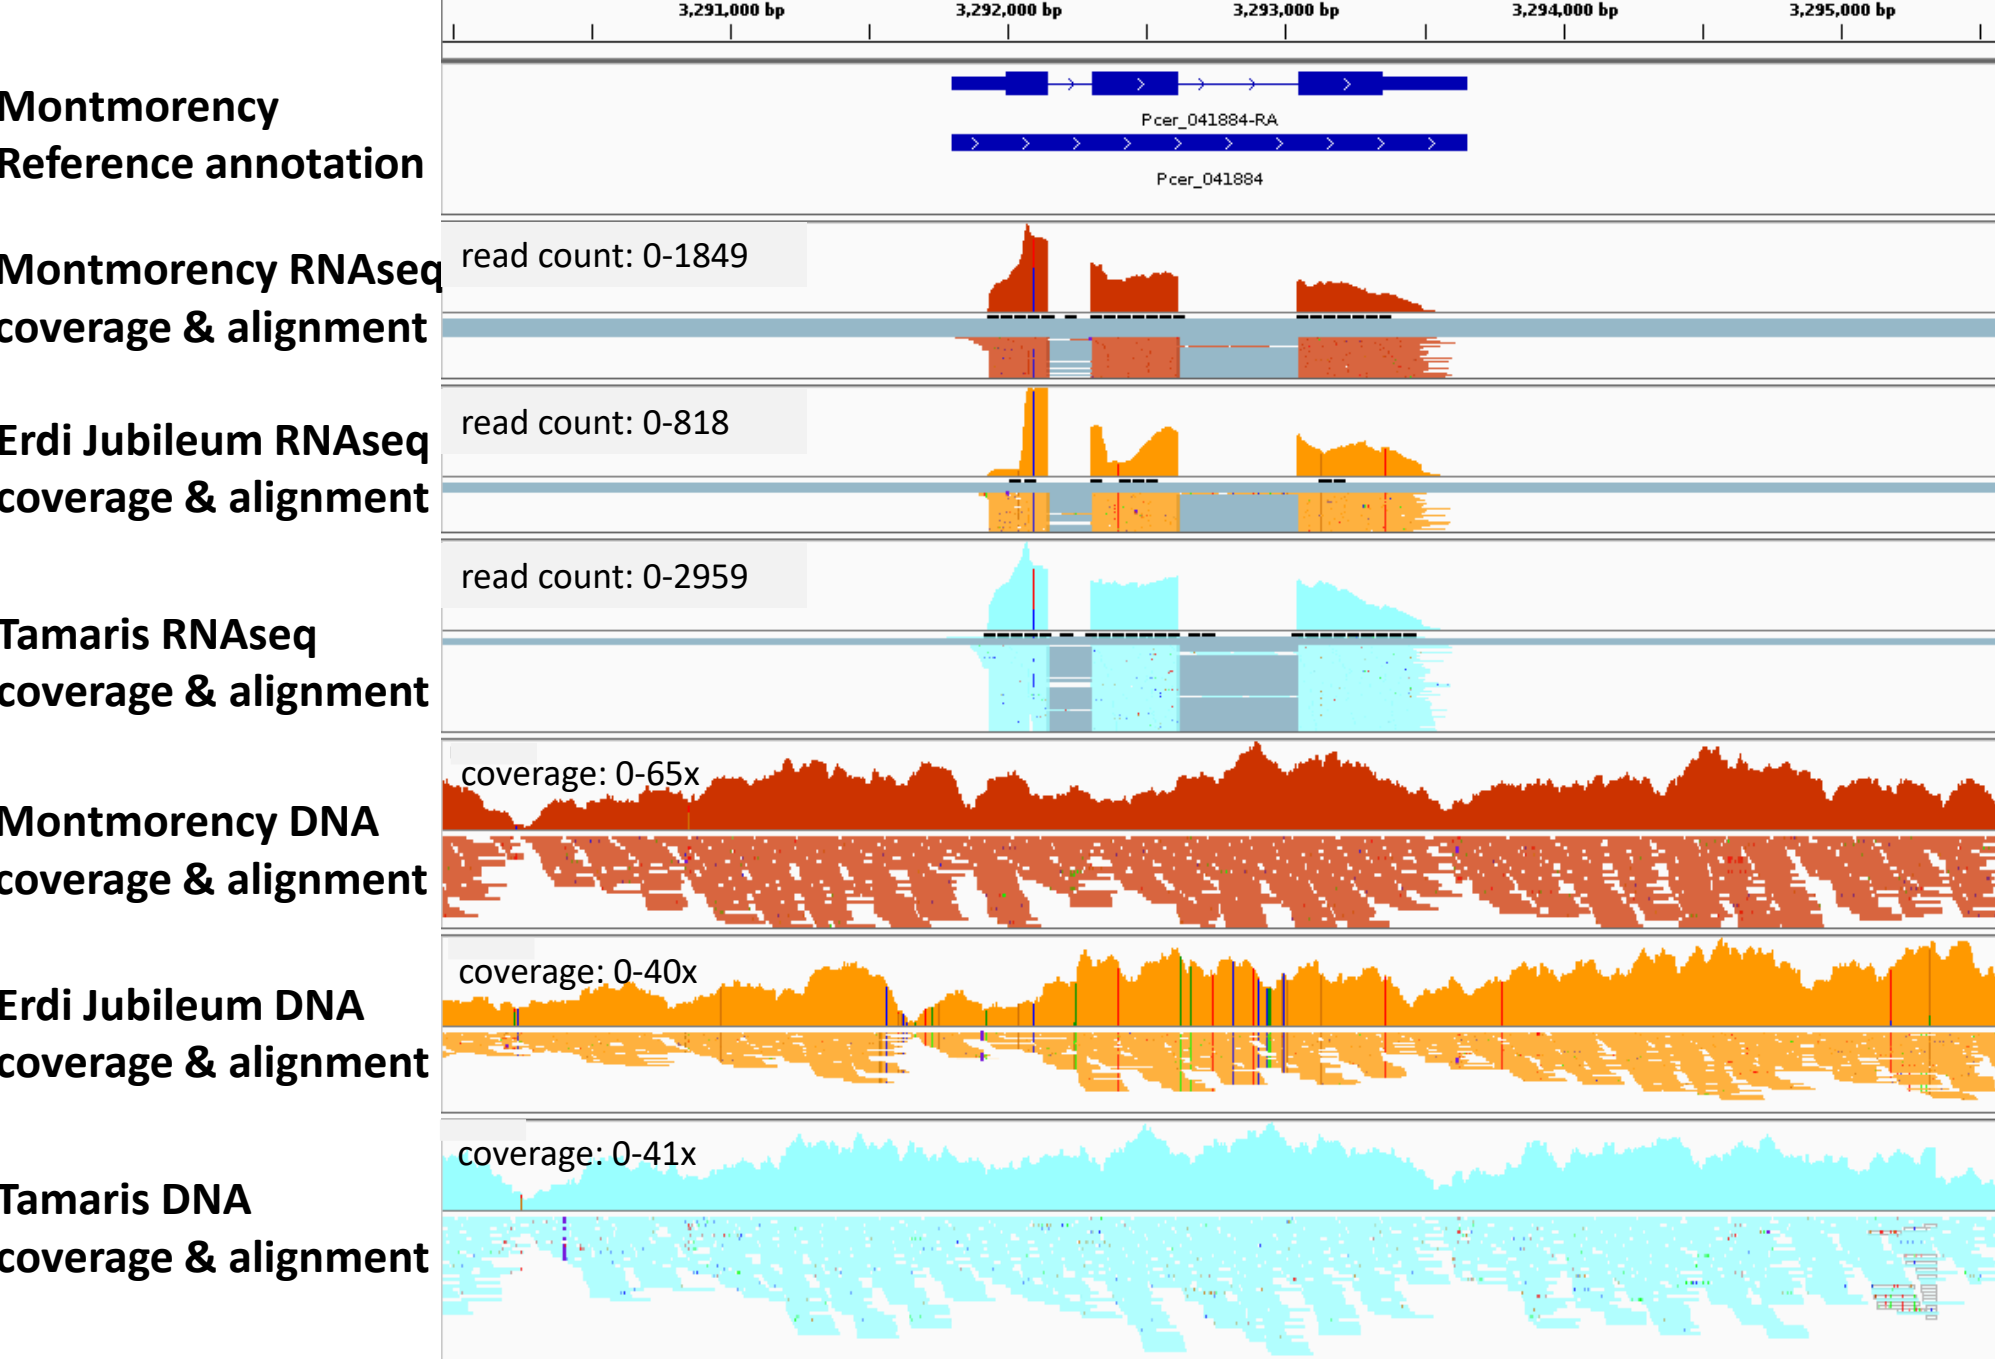 3,291,000 bp 3,292,000 bp 3,293,000 bp 3,294,000 bp 3,295,000 bp
Montmorency
Reference annotation
Pcer_041884-RA
Pcer_041884
Montmorency RNAseq
coverage & alignment
read count: 0-1849
Erdi Jubileum RNAseq
coverage & alignment
read count: 0-818
Tamaris RNAseq
coverage & alignment
read count: 0-2959
Montmorency DNA
coverage & alignment
coverage: 0-65x
Erdi Jubileum DNA
coverage & alignment
coverage: 0-40x
Tamaris DNA
coverage & alignment
coverage: 0-41x